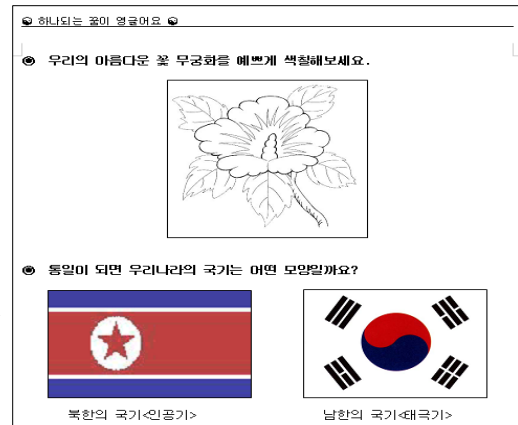 하나되는 꿈이 영글어요
우리의 아름다운 꽃 무궁화를 예쁘게 색칠해보세요.
통일이 되면 우리나라의 국기는 어떤 모양일까요?
북한의 국기<인공기>
남한의 국기<태극기>